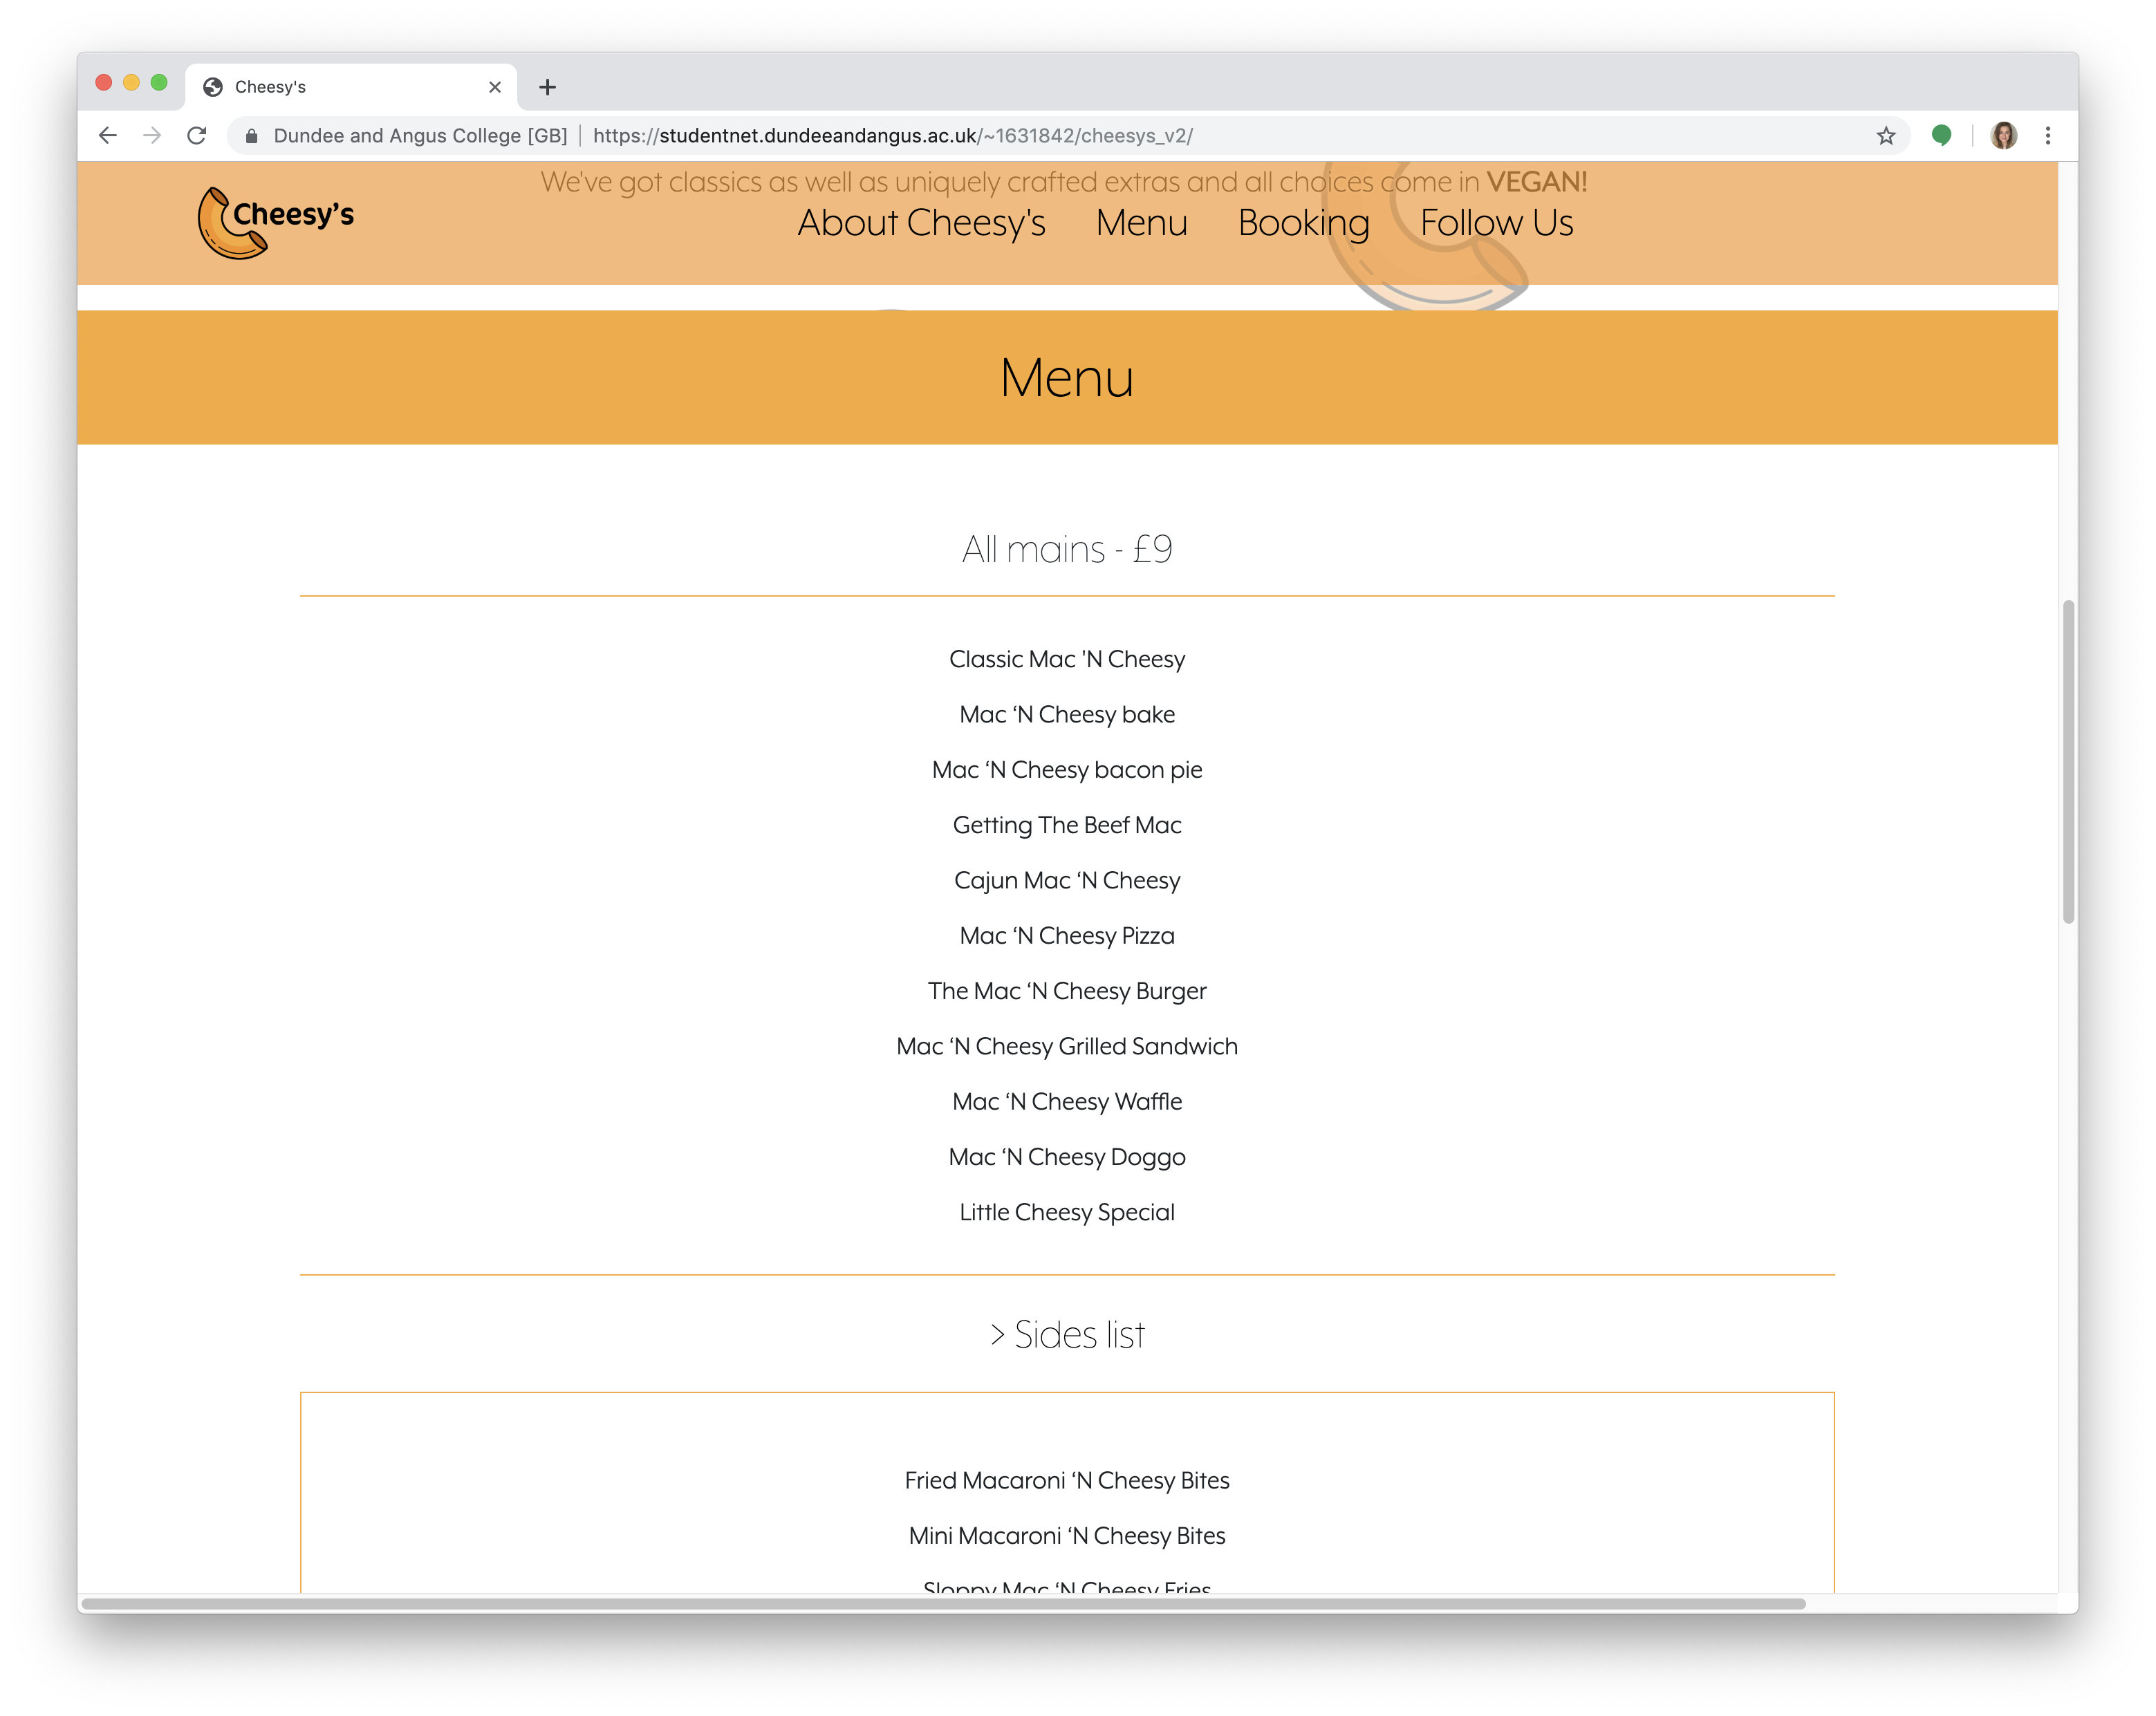 Cheesy's
Dundee and Angus College [GB] | https://studentnet.dundeeandangus.ac.uk/~1631842/cheesys_v2/
We've got classics as well as uniquely crafted extras and all choices come in VEGAN!
Cheesy's
About Cheesy's Menu Booking Follow Us
Menu
All mains - £9
Classic Mac 'N Cheesy
Mac ‘N Cheesy bake
Mac ‘N Cheesy bacon pie
Getting The Beef Mac
Cajun Mac ‘N Cheesy
Mac ‘N Cheesy Pizza
The Mac ‘N Cheesy Burger
Mac ‘N Cheesy Grilled Sandwich
Mac ‘N Cheesy Waffle
Mac ‘N Cheesy Doggo
Little Cheesy Special
> Sides list
Fried Macaroni ‘N Cheesy Bites
Mini Macaroni ‘N Cheesy Bites
Sloppy Mac ‘N Cheesy Fries